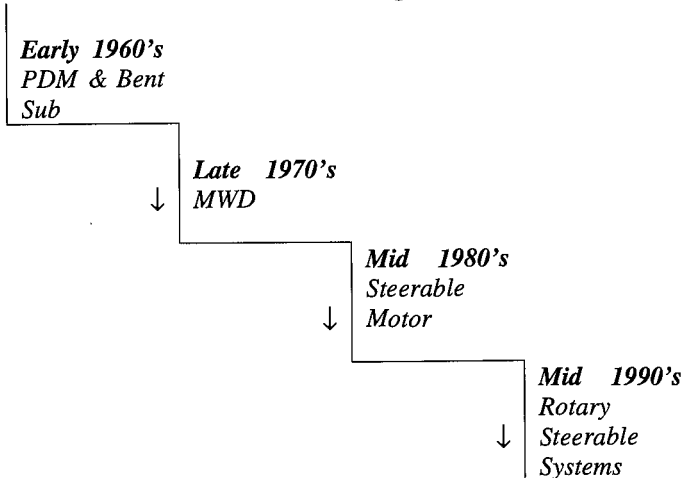 Early 1960's
PDM & Bent
Sub
Late 1970's
↓ MWD
Mid 1980's
Steerable
↓ Motor
Mid 1990's
Rotary
↓ Steerable
Systems